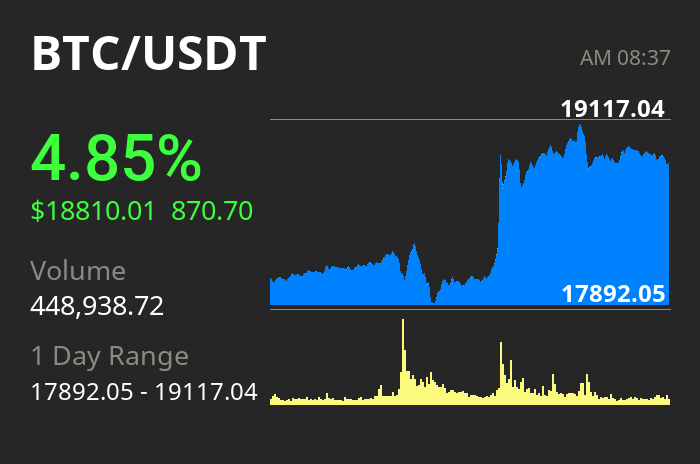 BTC/USDT
AM 08:37
4.85%
$18810.01 870.70
Volume
448,938.72
1 Day Range
17892.05 - 19117.04
19117.04
17892.05